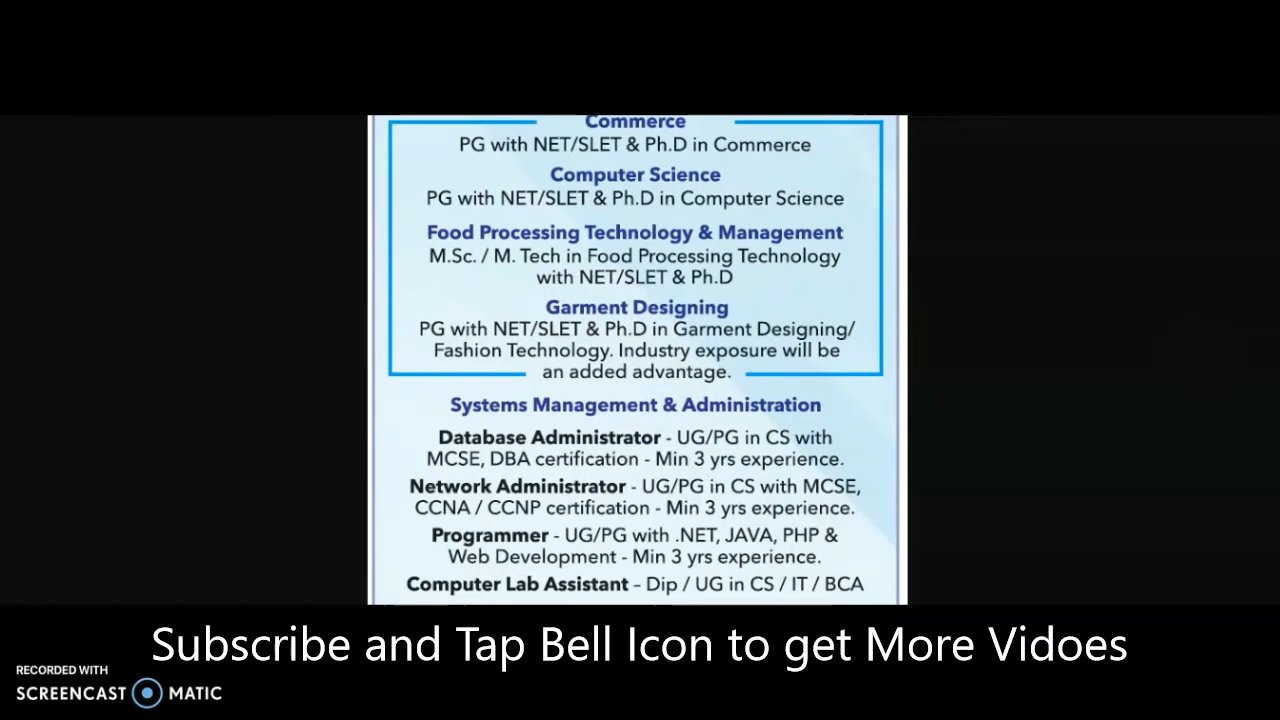 Commerce
PG with NET/SLET & Ph.D in Commerce
Computer Science
PG with NET/SLET & Ph.D in Computer Science
Food Processing Technology & Management
M.Sc. / M. Tech in Food Processing Technology
with NET/SLET & Ph.D
Garment Designing
PG with NET/SLET & Ph.D in Garment Designing/
Fashion Technology. Industry exposure will be
an added advantage.
Systems Management & Administration
Database Administrator - UG/PG in CS with
MCSE, DBA certification - Min 3 yrs experience.
Network Administrator - UG/PG in CS with MCSE,
CCNA / CCNP certification - Min 3 yrs experience.
Programmer - UG/PG with .NET, JAVA, PHP &
Web Development - Min 3 yrs experience.
Computer Lab Assistant – Dip / UG in CS / IT / BCA
Subscribe and Tap Bell Icon to get More Vidoes
RECORDED WITH
SCREENCAST MATIC